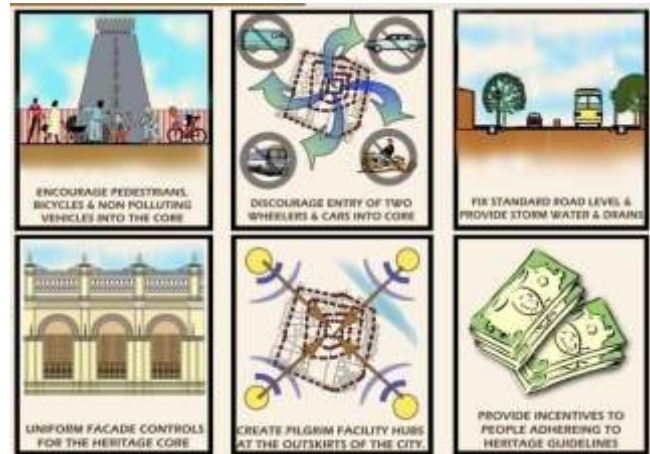 ENCOURAGE PEDESTRIANS,
BICYCLES & NON POLLUTING
VEHICLES INTO THE CORE
DISCOURAGE ENTRY OF TWO
WHEELERS & CARS INTO CORE
FIX STANDARD ROAD LEVEL &
PROVIDE STORM WATER & DRAINS
UNIFORM FACADE CONTROLS
FOR THE HERITAGE CORE
CREATE PILGRIM FACILITY HUBS
AT THE OUTSKIRTS OF THE CITY.
PROVIDE INCENTIVES TO
PEOPLE ADHEREING TO
HERITAGE GUIDELINES